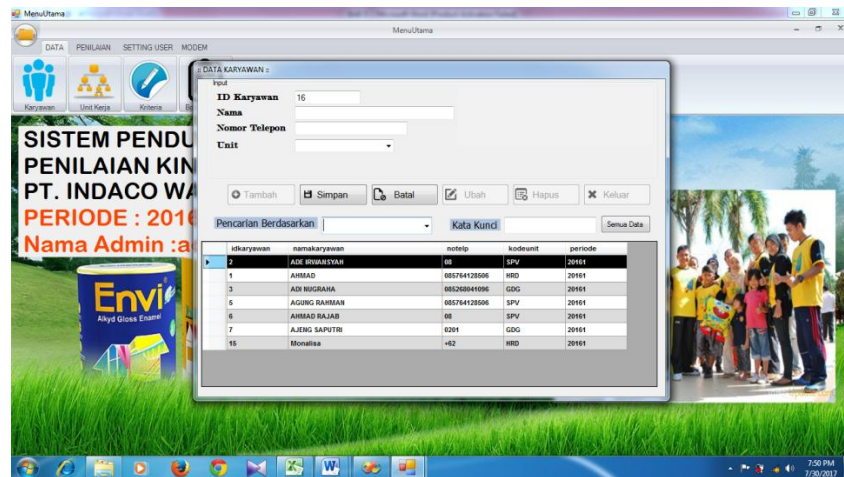 MenuUtama
MenuUtama
DATA PENILAIAN SETTING USER MODEM
Karyawan Unit Kerja Kriteria
:: DATA KARYAWAN ::
Input
ID Karyawan 16
Nama
Nomor Telepon
Unit
Tambah Simpan Batal Ubah Hapus Keluar
Pencarian Berdasarkan Kata Kunci Semua Data
idkaryawan namakaryawan notelp kodeunit periode
2 ADE IRWANSYAH 08 SPV 20161
1 AHMAD 085764128506 HRD 20161
3 ADI NUGRAHA 085268041096 GDG 20161
5 AGUNG RAHMAN 085764128506 SPV 20161
6 AHMAD RAJAB 08 SPV 20161
7 AJENG SAPUTRI 0201 GDG 20161
15 Monalisa +62 HRD 20161
SISTEM PENDU
PENILAIAN KIN
PT. INDACO WA
PERIODE : 2016
Nama Admin :a
Envi
Alkyd Gloss Enamel
7:50 PM
7/30/2017